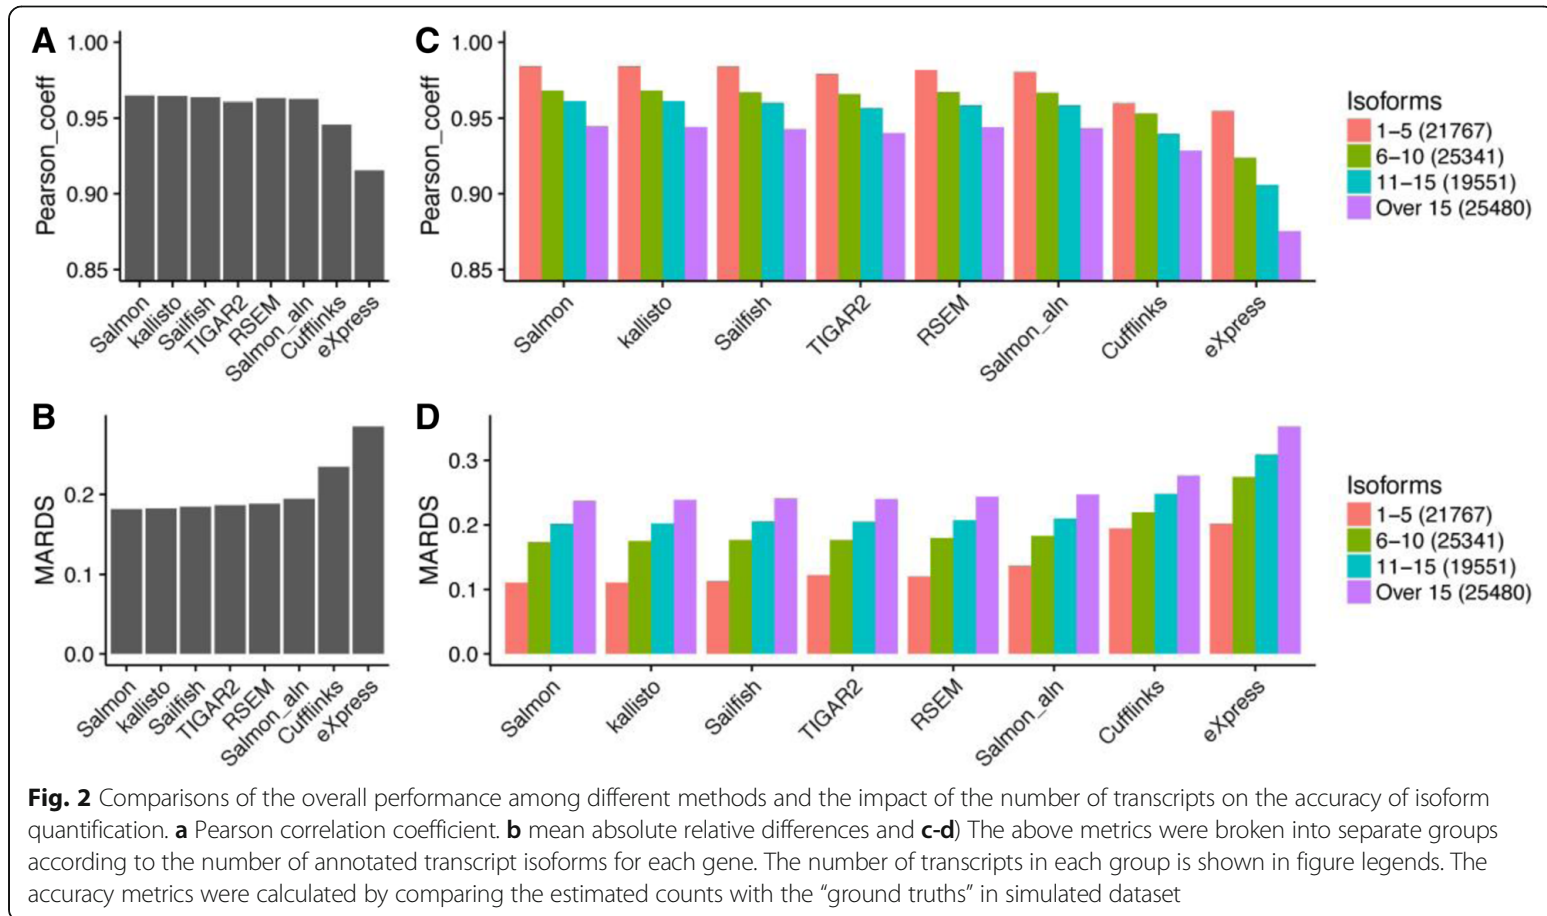 A
Pearson_coeff
1.00
0.95
0.90
0.85
Salmon
kallisto
Sailfish
TIGAR2
RSEM
Salmon_aln
Cufflinks
eXpress
C
Pearson_coeff
1.00
0.95
0.90
0.85
Salmon
kallisto
Sailfish
TIGAR2
RSEM
Salmon_aln
Cufflinks
eXpress
Isoforms
1–5 (21767)
6–10 (25341)
11–15 (19551)
Over 15 (25480)
B
MARDS
0.2
0.1
0.0
Salmon
kallisto
Sailfish
TIGAR2
RSEM
Salmon_aln
Cufflinks
eXpress
D
MARDS
0.3
0.2
0.1
0.0
Salmon
kallisto
Sailfish
TIGAR2
RSEM
Salmon_aln
Cufflinks
eXpress
Isoforms
1–5 (21767)
6–10 (25341)
11–15 (19551)
Over 15 (25480)
Fig. 2 Comparisons of the overall performance among different methods and the impact of the number of transcripts on the accuracy of isoform
quantification. a Pearson correlation coefficient. b mean absolute relative differences and c-d) The above metrics were broken into separate groups
according to the number of annotated transcript isoforms for each gene. The number of transcripts in each group is shown in figure legends. The
accuracy metrics were calculated by comparing the estimated counts with the “ground truths” in simulated dataset